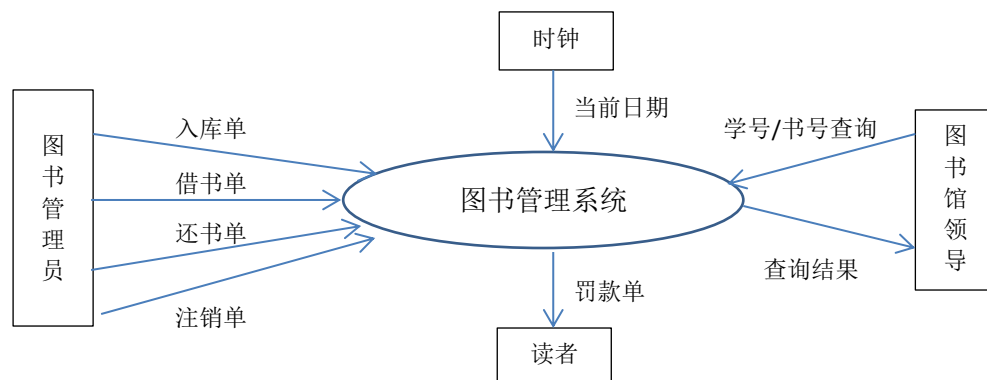 时钟
当前日期
图书管理员
入库单
借书单
还书单
注销单
图书管理系统
学号/书号查询
查询结果
图书馆领导
罚款单
读者